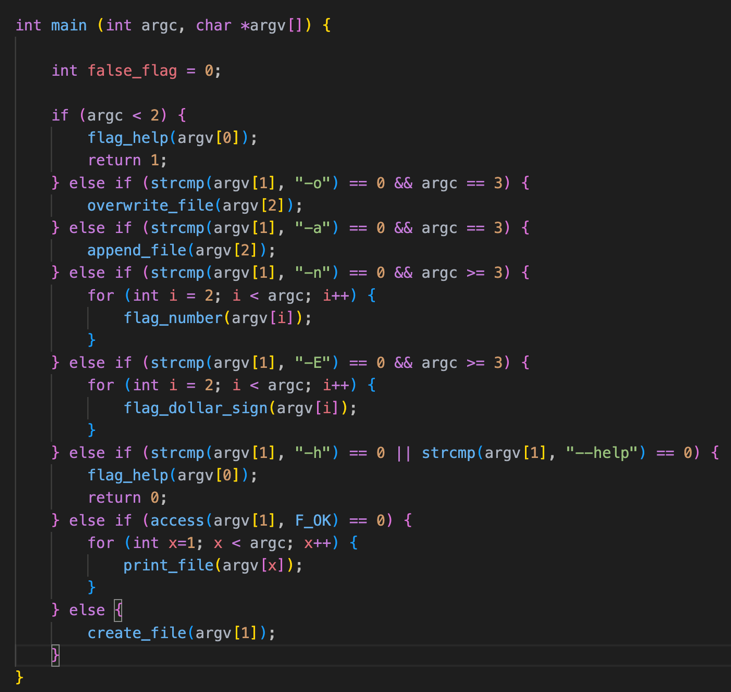 int main (int argc, char *argv[]) {
int false_flag = 0;
if (argc < 2) {
flag_help(argv[0]);
return 1;
} else if (strcmp(argv[1], "-o") == 0 && argc == 3) {
overwrite_file(argv[2]);
} else if (strcmp(argv[1], "-a") == 0 && argc == 3) {
append_file(argv[2]);
} else if (strcmp(argv[1], "-n") == 0 && argc >= 3) {
for (int i = 2; i < argc; i++) {
flag_number(argv[i]);
}
} else if (strcmp(argv[1], "-E") == 0 && argc >= 3) {
for (int i = 2; i < argc; i++) {
flag_dollar_sign(argv[i]);
}
} else if (strcmp(argv[1], "-h") == 0 || strcmp(argv[1], "--help") == 0) {
flag_help(argv[0]);
return 0;
} else if (access(argv[1], F_OK) == 0) {
for (int x=1; x < argc; x++) {
print_file(argv[x]);
}
} else {
create_file(argv[1]);
}
}